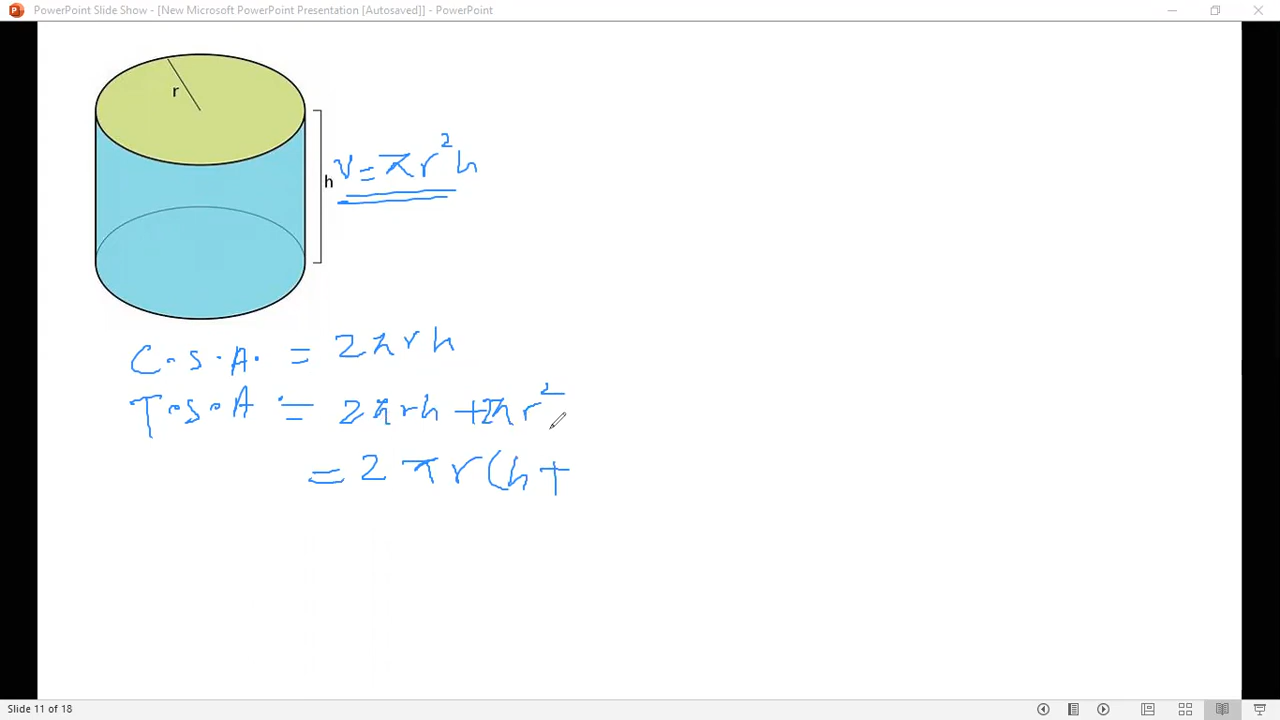 PowerPoint Slide Show - [New Microsoft PowerPoint Presentation [Autosaved]] - PowerPoint
r
h
V = πr²h
C.S.A. = 2πrh
T.S.A = 2πrh + 2πr²
= 2πr(h+
Slide 11 of 18